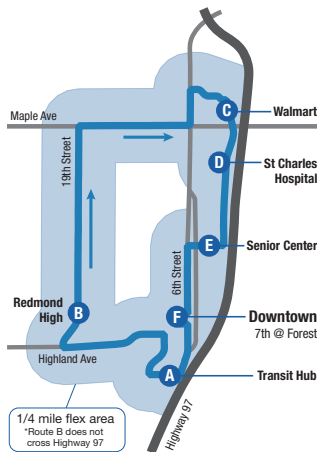 C
Walmart
Maple Ave
D
St Charles
Hospital
19th Street
E
Senior Center
6th Street
Redmond
High
B
F
Downtown
7th @ Forest
Highland Ave
A
Transit Hub
Highway 97
1/4 mile flex area
*Route B does not
cross Highway 97